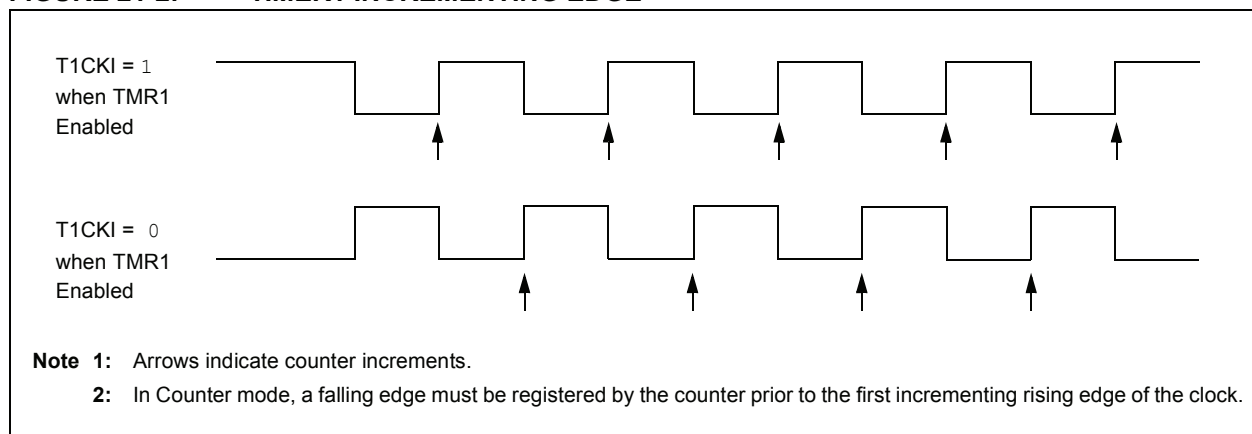 T1CKI = 1
when TMR1
Enabled
T1CKI = 0
when TMR1
Enabled
Note 1: Arrows indicate counter increments.
2: In Counter mode, a falling edge must be registered by the counter prior to the first incrementing rising edge of the clock.